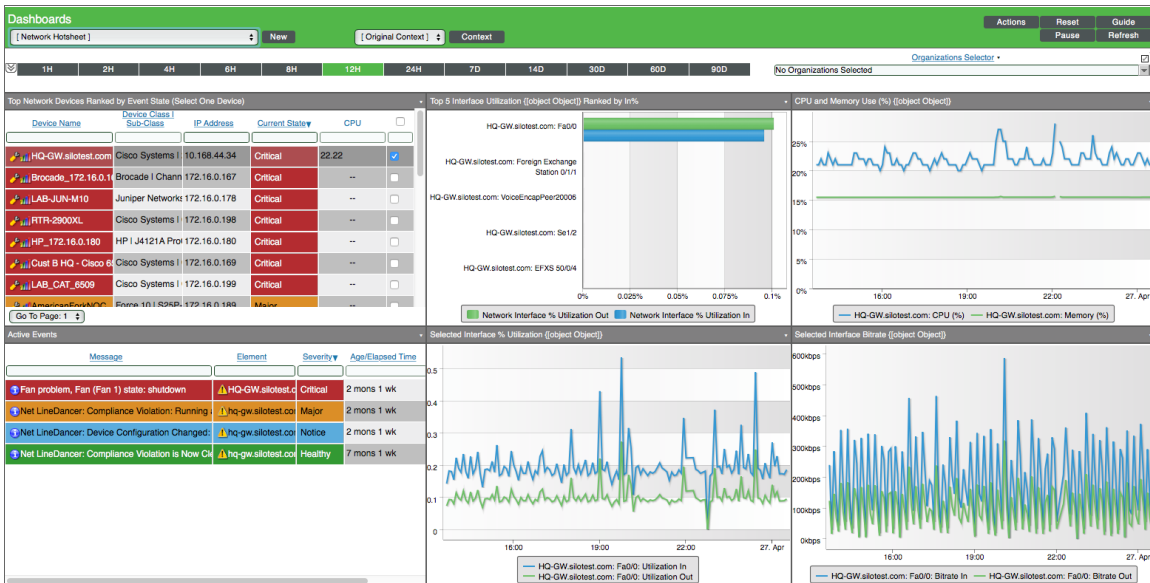 Dashboards
[ Network Hotsheet ]
New
[ Original Context ]
Context
Actions
Reset
Guide
Pause
Refresh
1H 2H 4H 6H 8H 12H 24H 7D 14D 30D 60D 90D
Organizations Selector
No Organizations Selected
Top Network Devices Ranked by Event State (Select One Device)
Device Name
Device Class |
Sub-Class
IP Address
Current State
CPU
HQ-GW.silotest.com Cisco Systems | 10.168.44.34 Critical 22.22
Brocade_172.16.0.1 Brocade | Chann 172.16.0.167 Critical --
LAB-JUN-M10 Juniper Networks 172.16.0.178 Critical --
RTR-2900XL Cisco Systems | 172.16.0.198 Critical --
HP_172.16.0.180 HP | J4121A Pro 172.16.0.180 Critical --
Cust B HQ - Cisco 6 Cisco Systems | 172.16.0.169 Critical --
LAB_CAT_6509 Cisco Systems | 172.16.0.199 Critical --
AmericanForkNOC Force 10 | S25P- 172.16.0.189 Major
Go To Page: 1
Top 5 Interface Utilization {[object Object]} Ranked by In%
HQ-GW.silotest.com: Fa0/0
HQ-GW.silotest.com: Foreign Exchange
Station 0/1/1
HQ-GW.silotest.com: VoiceEncapPeer20006
HQ-GW.silotest.com: Se1/2
HQ-GW.silotest.com: EFXS 50/0/4
0% 0.025% 0.05% 0.075% 0.1%
Network Interface % Utilization Out
Network Interface % Utilization In
CPU and Memory Use (%) {[object Object]}
25%
20%
15%
10%
5%
0%
16:00 19:00 22:00 27. Apr
HQ-GW.silotest.com: CPU (%)
HQ-GW.silotest.com: Memory (%)
Active Events
Message
Element
Severity
Age/Elapsed Time
Fan problem, Fan (Fan 1) state: shutdown HQ-GW.silotest.c Critical 2 mons 1 wk
Net LineDancer: Compliance Violation: Running hq-gw.silotest.co Major 2 mons 1 wk
Net LineDancer: Device Configuration Changed: hq-gw.silotest.co Notice 2 mons 1 wk
Net LineDancer: Compliance Violation is Now Cl hq-gw.silotest.co Healthy 7 mons 1 wk
Selected Interface % Utilization {[object Object]}
0.5
0.4
0.3
0.2
0.1
0
16:00 19:00 22:00 27. Apr
HQ-GW.silotest.com: Fa0/0: Utilization In
HQ-GW.silotest.com: Fa0/0: Utilization Out
Selected Interface Bitrate {[object Object]}
600kbps
500kbps
400kbps
300kbps
200kbps
100kbps
0kbps
16:00 19:00 22:00 27. Apr
HQ-GW.silotest.com: Fa0/0: Bitrate In
HQ-GW.silotest.com: Fa0/0: Bitrate Out